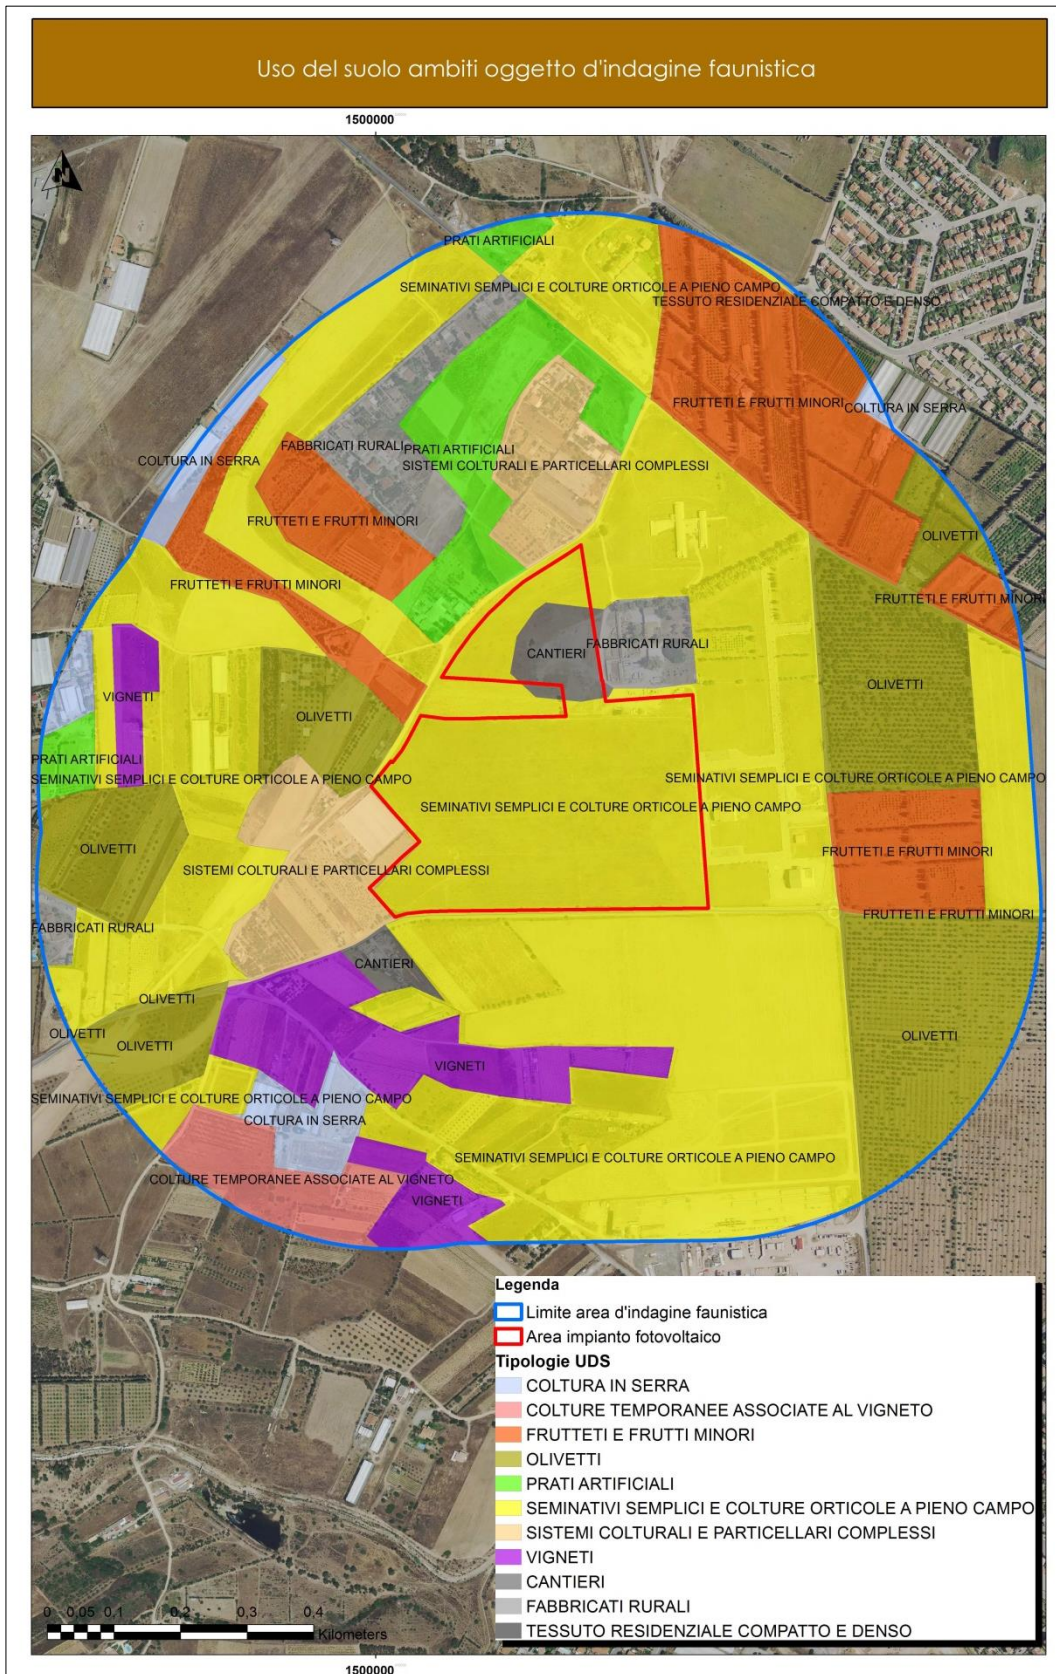 Uso del suolo ambiti oggetto d'indagine faunistica
1500000
N
PRATI ARTIFICIALI
SEMINATIVI SEMPLICI E COLTURE ORTICOLE A PIENO CAMPO
TESSUTO RESIDENZIALE COMPATTO E DENSO
FRUTTETI E FRUTTI MINORI
COLTURA IN SERRA
FABBRICATI RURALI
PRATI ARTIFICIALI
COLTURA IN SERRA
SISTEMI COLTURALI E PARTICELLARI COMPLESSI
FRUTTETI E FRUTTI MINORI
OLIVETTI
FRUTTETI E FRUTTI MINORI
FRUTTETI E FRUTTI MINORI
FABBRICATI RURALI
CANTIERI
OLIVETTI
VIGNETI
OLIVETTI
PRATI ARTIFICIALI
SEMINATIVI SEMPLICI E COLTURE ORTICOLE A PIENO CAMPO
SEMINATIVI SEMPLICI E COLTURE ORTICOLE A PIENO CAMPO
SEMINATIVI SEMPLICI E COLTURE ORTICOLE A PIENO CAMPO
OLIVETTI
FRUTTETI E FRUTTI MINORI
SISTEMI COLTURALI E PARTICELLARI COMPLESSI
FRUTTETI E FRUTTI MINORI
FABBRICATI RURALI
CANTIERI
OLIVETTI
OLIVETTI
OLIVETTI
OLIVETTI
VIGNETI
SEMINATIVI SEMPLICI E COLTURE ORTICOLE A PIENO CAMPO
COLTURA IN SERRA
SEMINATIVI SEMPLICI E COLTURE ORTICOLE A PIENO CAMPO
COLTURE TEMPORANEE ASSOCIATE AL VIGNETO
VIGNETI
Legenda
Limite area d'indagine faunistica
Area impianto fotovoltaico
Tipologie UDS
COLTURA IN SERRA
COLTURE TEMPORANEE ASSOCIATE AL VIGNETO
FRUTTETI E FRUTTI MINORI
OLIVETTI
PRATI ARTIFICIALI
SEMINATIVI SEMPLICI E COLTURE ORTICOLE A PIENO CAMPO
SISTEMI COLTURALI E PARTICELLARI COMPLESSI
VIGNETI
CANTIERI
FABBRICATI RURALI
TESSUTO RESIDENZIALE COMPATTO E DENSO
0 0,05 0,1 0,2 0,3 0,4
Kilometers
1500000